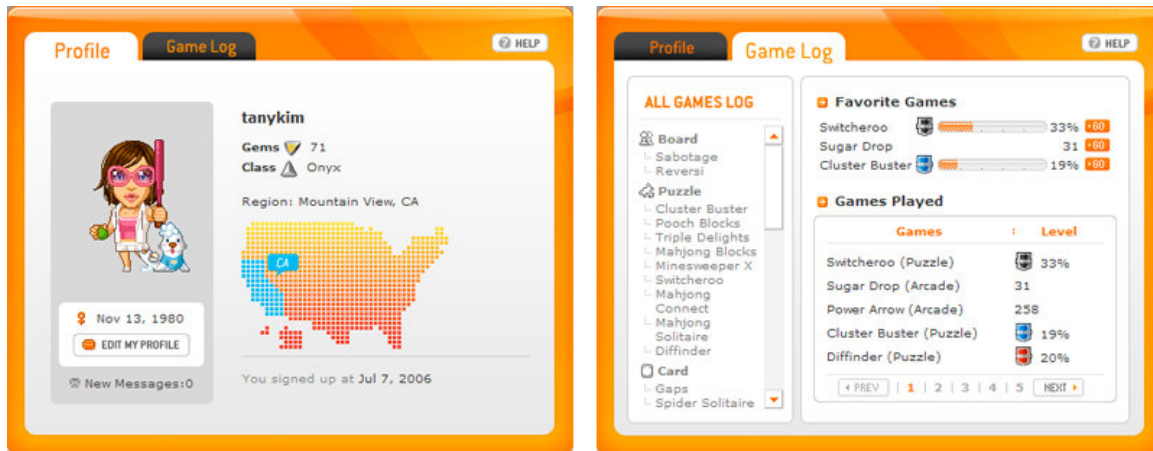 Profile
Game Log
HELP
tanykim
Gems 71
Class Onyx
Region: Mountain View, CA
CA
Nov 13, 1980
EDIT MY PROFILE
New Messages:0
You signed up at Jul 7, 2006
Profile
Game Log
HELP
ALL GAMES LOG
Board
Sabotage
Reversi
Puzzle
Cluster Buster
Pooch Blocks
Triple Delights
Mahjong Blocks
Minesweeper X
Switcheroo
Mahjong
Connect
Mahjong
Solitaire
Diffinder
Card
Gaps
Spider Solitaire
Favorite Games
Switcheroo 33% GO
Sugar Drop 31 GO
Cluster Buster 19% GO
Games Played
Games : Level
Switcheroo (Puzzle) 33%
Sugar Drop (Arcade) 31
Power Arrow (Arcade) 258
Cluster Buster (Puzzle) 19%
Diffinder (Puzzle) 20%
PREV | 1 | 2 | 3 | 4 | 5 NEXT